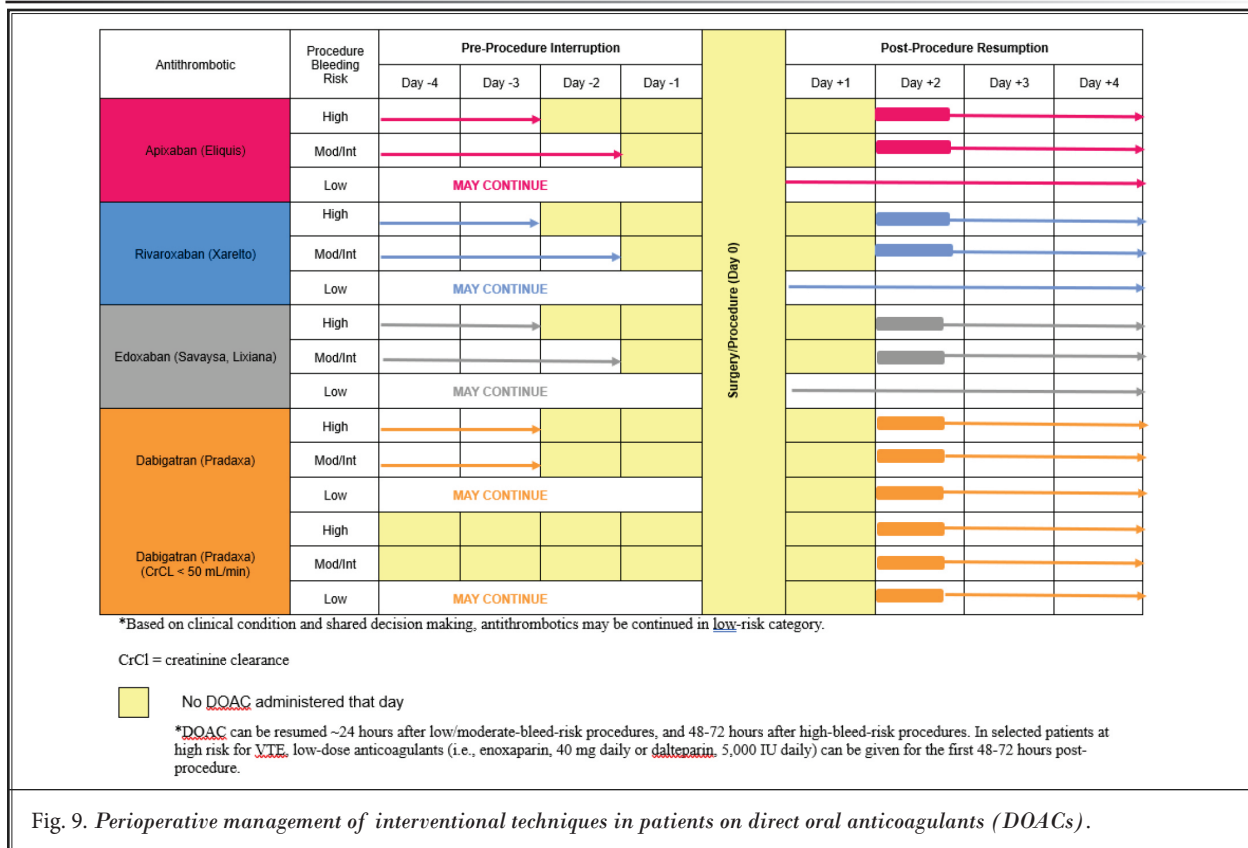 Antithrombotic
Procedure
Bleeding
Risk
Pre-Procedure Interruption
Post-Procedure Resumption
Day -4
Day -3
Day -2
Day -1
Day +1
Day +2
Day +3
Day +4
Surgery/Procedure (Day 0)
Apixaban (Eliquis)
High
Mod/Int
Low
MAY CONTINUE
Rivaroxaban (Xarelto)
High
Mod/Int
Low
MAY CONTINUE
Edoxaban (Savaysa, Lixiana)
High
Mod/Int
Low
MAY CONTINUE
Dabigatran (Pradaxa)
High
Mod/Int
Low
MAY CONTINUE
Dabigatran (Pradaxa)
(CrCL < 50 mL/min)
High
Mod/Int
Low
MAY CONTINUE
*Based on clinical condition and shared decision making, antithrombotics may be continued in low-risk category.
CrCl = creatinine clearance
No DOAC administered that day
*DOAC can be resumed ~24 hours after low/moderate-bleed-risk procedures, and 48-72 hours after high-bleed-risk procedures. In selected patients at
high risk for VTE, low-dose anticoagulants (i.e., enoxaparin, 40 mg daily or dalteparin, 5,000 IU daily) can be given for the first 48-72 hours post-
procedure.
Fig. 9. Perioperative management of interventional techniques in patients on direct oral anticoagulants (DOACs).